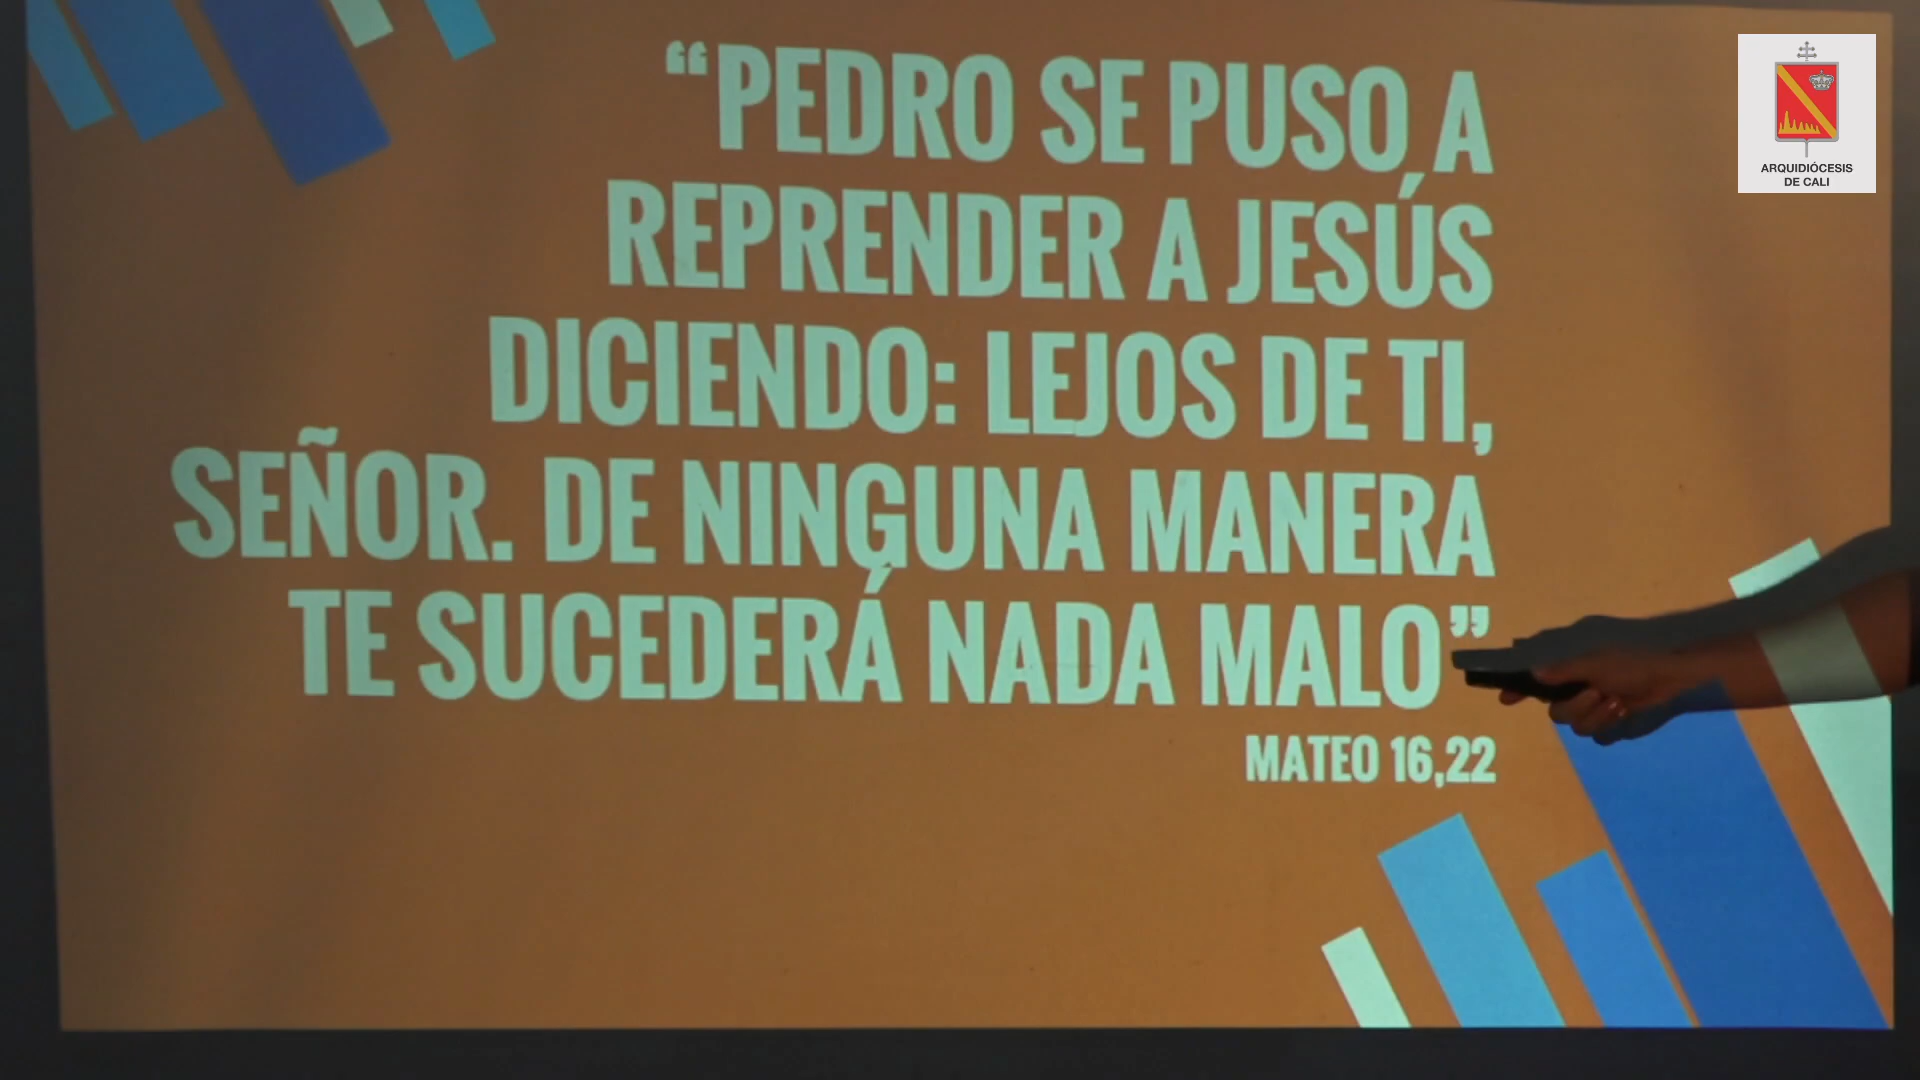 “PEDRO SE PUSO A
REPRENDER A JESÚS
DICIENDO: LEJOS DE TI,
SEÑOR. DE NINGUNA MANERA
TE SUCEDERÁ NADA MALO”
MATEO 16,22
ARQUIDIÓCESIS
DE CALI